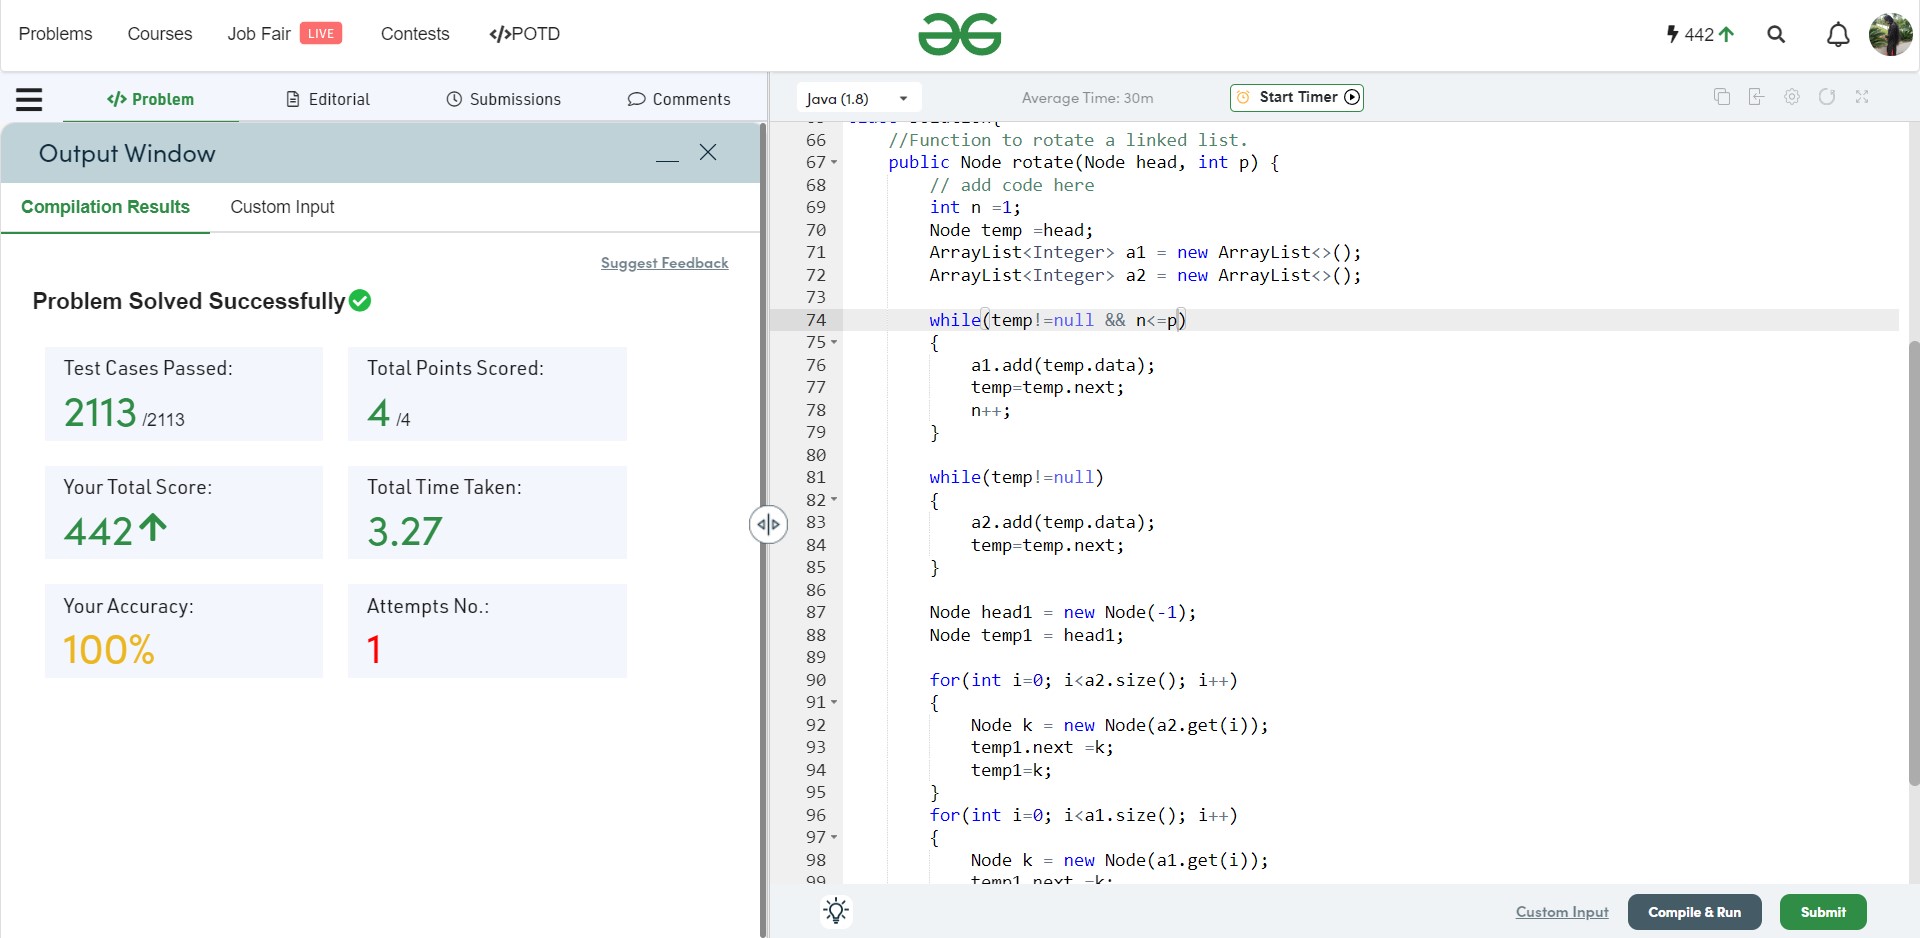 Problems Courses Job Fair LIVE Contests </>POTD
442
</> Problem Editorial Submissions Comments
Output Window
Compilation Results Custom Input
Suggest Feedback
Problem Solved Successfully
Test Cases Passed:
2113 /2113
Total Points Scored:
4 /4
Your Total Score:
442
Total Time Taken:
3.27
Your Accuracy:
100%
Attempts No.:
1
Java (1.8) Average Time: 30m Start Timer
66 //Function to rotate a linked list.
67 public Node rotate(Node head, int p) {
68 // add code here
69 int n =1;
70 Node temp =head;
71 ArrayList<Integer> a1 = new ArrayList<>();
72 ArrayList<Integer> a2 = new ArrayList<>();
73
74 while(temp!=null && n<=p)
75 {
76 a1.add(temp.data);
77 temp=temp.next;
78 n++;
79 }
80
81 while(temp!=null)
82 {
83 a2.add(temp.data);
84 temp=temp.next;
85 }
86
87 Node head1 = new Node(-1);
88 Node temp1 = head1;
89
90 for(int i=0; i<a2.size(); i++)
91 {
92 Node k = new Node(a2.get(i));
93 temp1.next =k;
94 temp1=k;
95 }
96 for(int i=0; i<a1.size(); i++)
97 {
98 Node k = new Node(a1.get(i));
99 temp1.next =k;
Custom Input Compile & Run Submit